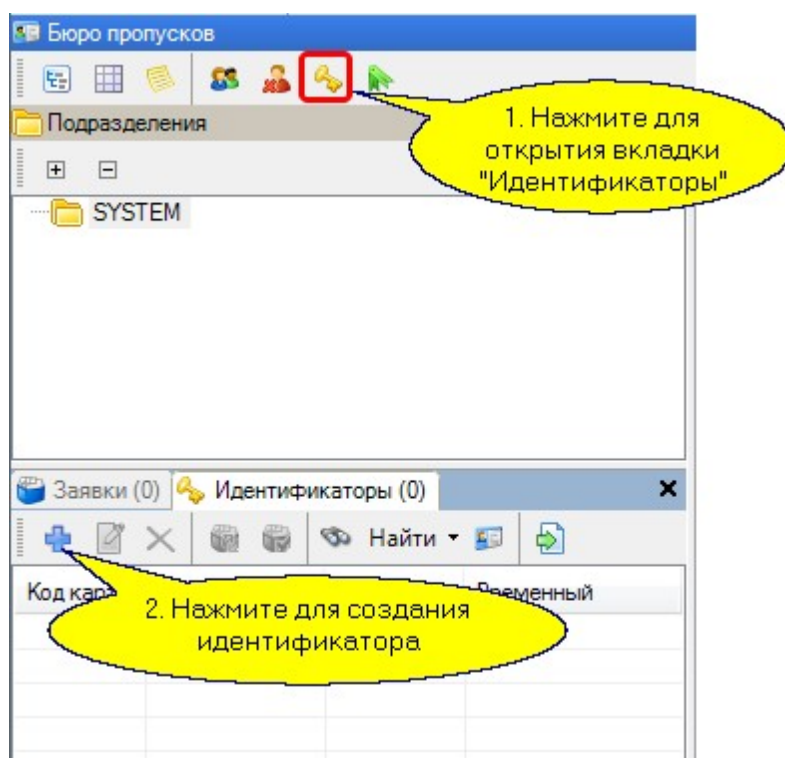 Бюро пропусков
Подразделения
1. Нажмите для
открытия вкладки
"Идентификаторы"
SYSTEM
Заявки (0)
Идентификаторы (0)
Найти
Код
2. Нажмите для создания
идентификатора